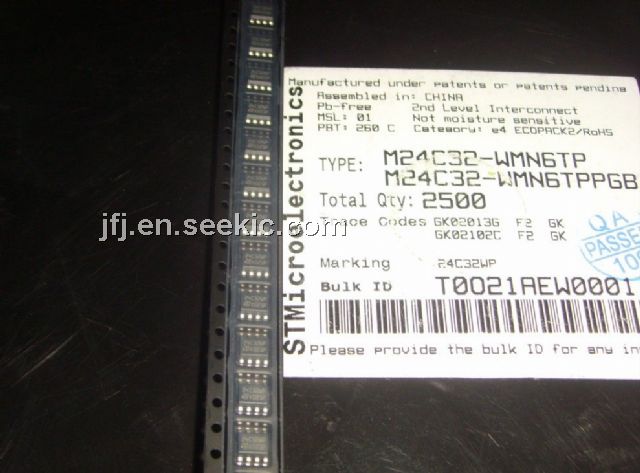 Manufactured under patents or patents pending
Assembled in: CHINA
Pb-free 2nd Level Interconnect
MSL: 01 Not moisture sensitive
PBT: 260 C Category: e4 ECOPACK2/RoHS
TYPE: M24C32-WMN6TP
M24C32-WMN6TPPGB
Total Qty: 2500
Trace Codes GK02013G F2 GK
GK02102C F2 GK
Marking 24C32WP
Bulk ID T0021AEW0001
Please provide the bulk ID for any
STMicroelectronics
QA
PASSE
jfj.en.seekic.com